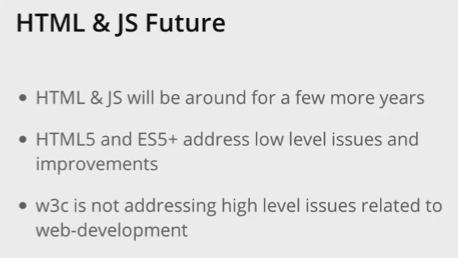 HTML & JS Future
• HTML & JS will be around for a few more years
• HTML5 and ES5+ address low level issues and
improvements
• w3c is not addressing high level issues related to
web-development